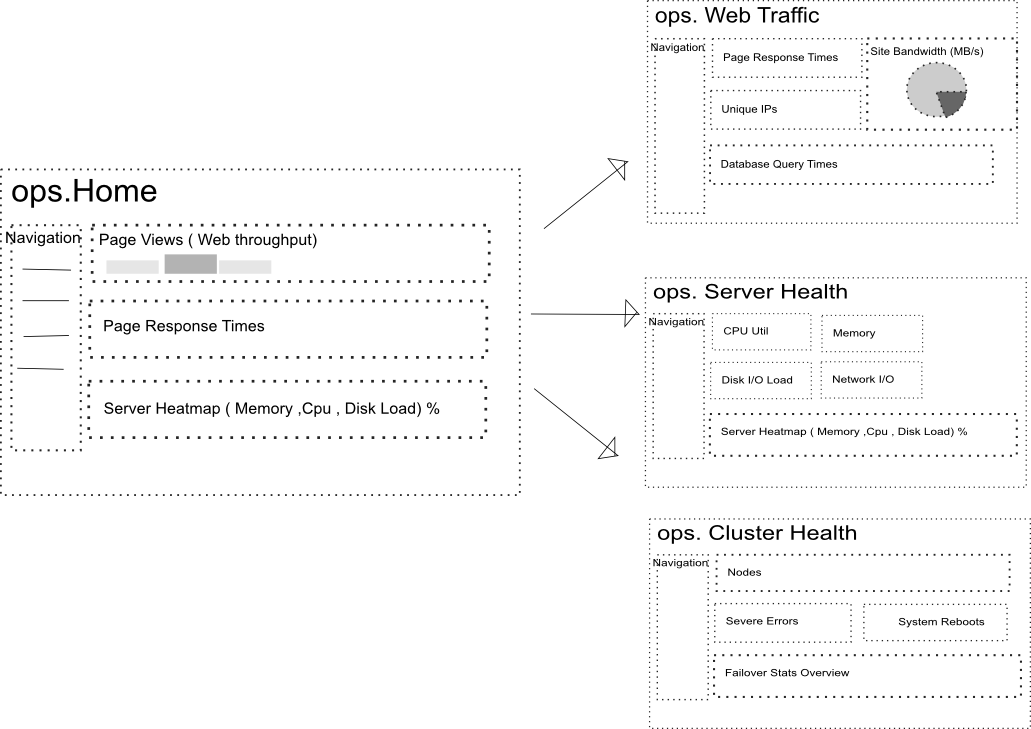 ops.Home
Navigation
Page Views ( Web throughput)
Page Response Times
Server Heatmap ( Memory ,Cpu , Disk Load) %
ops. Web Traffic
Navigation
Page Response Times
Site Bandwidth (MB/s)
Unique IPs
Database Query Times
ops. Server Health
Navigation
CPU Util
Memory
Disk I/O Load
Network I/O
Server Heatmap ( Memory ,Cpu , Disk Load) %
ops. Cluster Health
Navigation
Nodes
Severe Errors
System Reboots
Failover Stats Overview